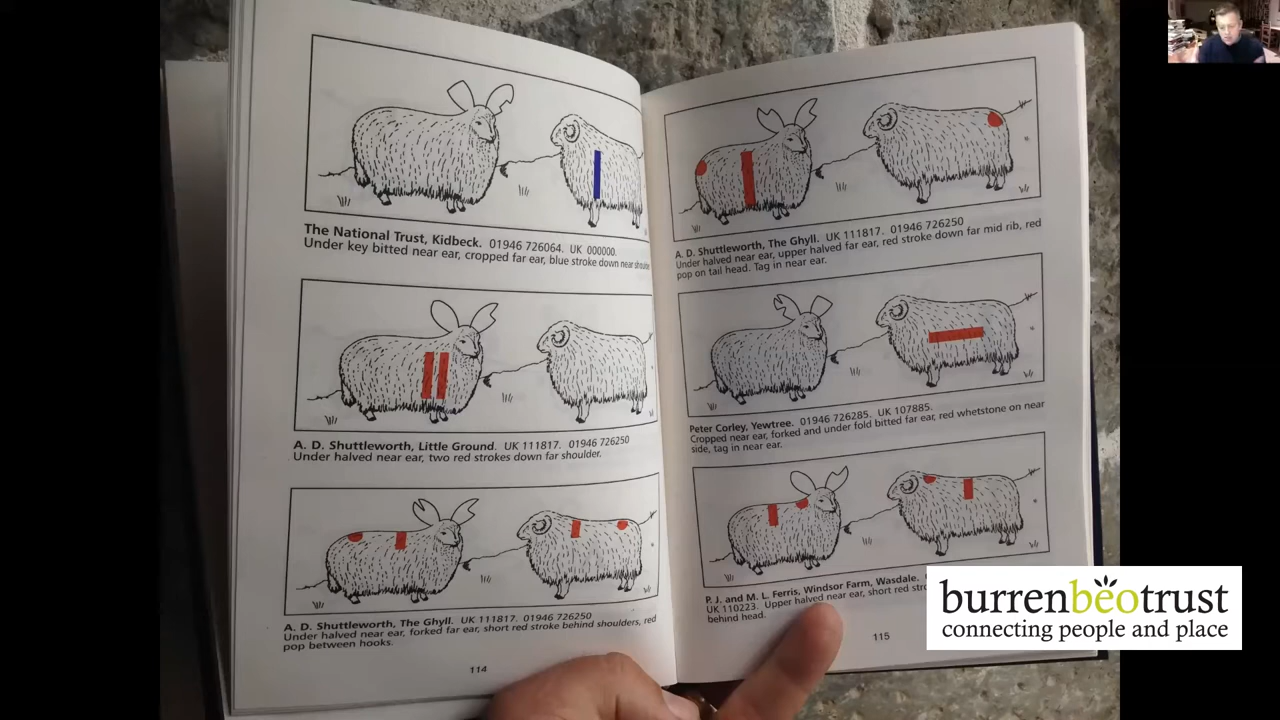 The National Trust, Kidbeck. 01946 726064. UK 000000.
Under key bitted near ear, cropped far ear, blue stroke down near
A. D. Shuttleworth, Little Ground. UK 111817. 01946 726250
Under halved near ear, two red strokes down far shoulder.
A. D. Shuttleworth, The Ghyll. UK 111817. 01946 726250
Under halved near ear, forked far ear, short red stroke behind shoulders, red
pop between hooks.
114
A. D. Shuttleworth, The Ghyll. UK 111817. 01946 726250
Under halved near ear, upper halved far ear, red stroke down far mid rib, red
pop on tail head. Tag in near ear.
Peter Corley, Yewtree. 01946 726285. UK 107885.
Cropped near ear, forked and under fold bitted far ear, red whetstone on near
side, tag in near ear.
P. J. and M. L. Ferris, Windsor Farm, Wasdale.
UK 110223. Upper halved near ear, short red
behind head.
115
burrenbeotrust
connecting people and place